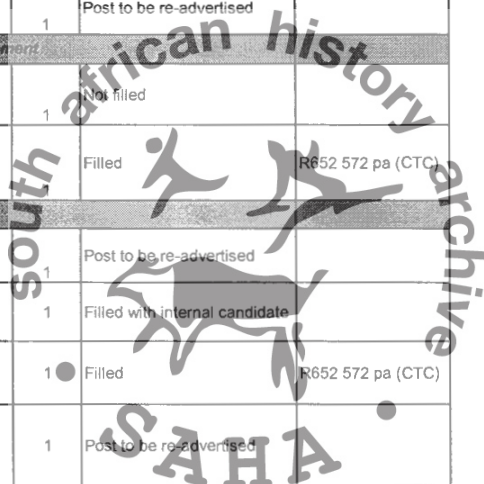 Post to be re-advertised
1
ment
Not filled
1
Filled R652 572 pa (CTC)
1
Post to be re-advertised
1
1 Filled with internal candidate
1 Filled R652 572 pa (CTC)
1 Post to be re-advertised
south african history archive
SAHA